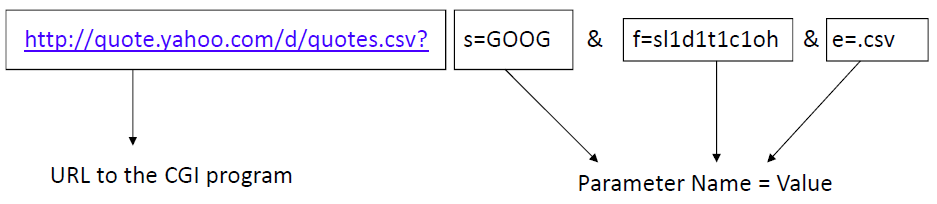 http://quote.yahoo.com/d/quotes.csv? s=GOOG & f=sl1d1t1c1oh & e=.csv
URL to the CGI program
Parameter Name = Value